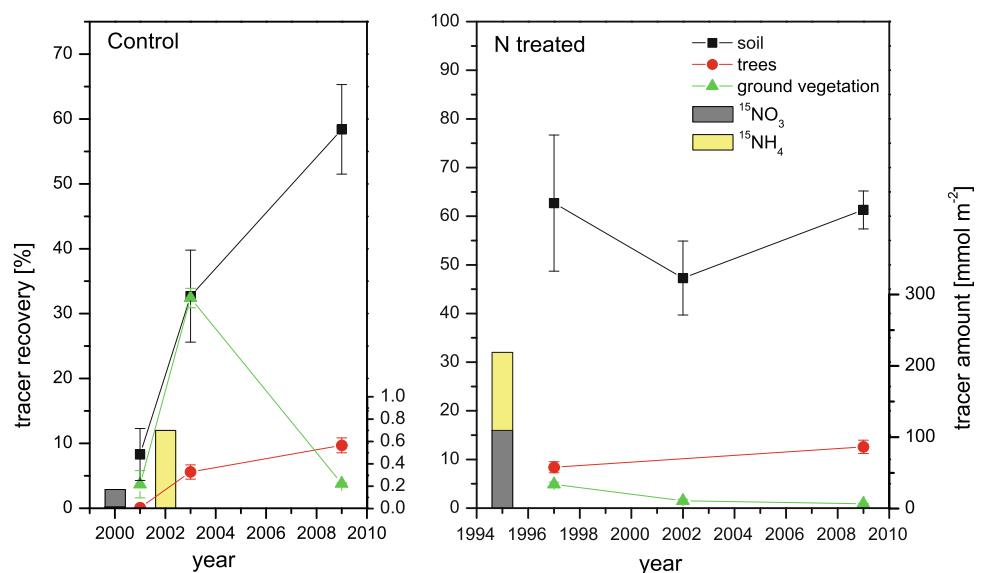 Control
tracer recovery [%]
70
60
50
40
30
20
10
0
1.0
0.8
0.6
0.4
0.2
0.0
2000 2002 2004 2006 2008 2010
year
N treated
soil
trees
ground vegetation
¹⁵NO₃
¹⁵NH₄
100
90
80
70
60
50
40
30
20
10
0
300
200
100
0
tracer amount [mmol m⁻²]
1994 1996 1998 2000 2002 2004 2006 2008 2010
year